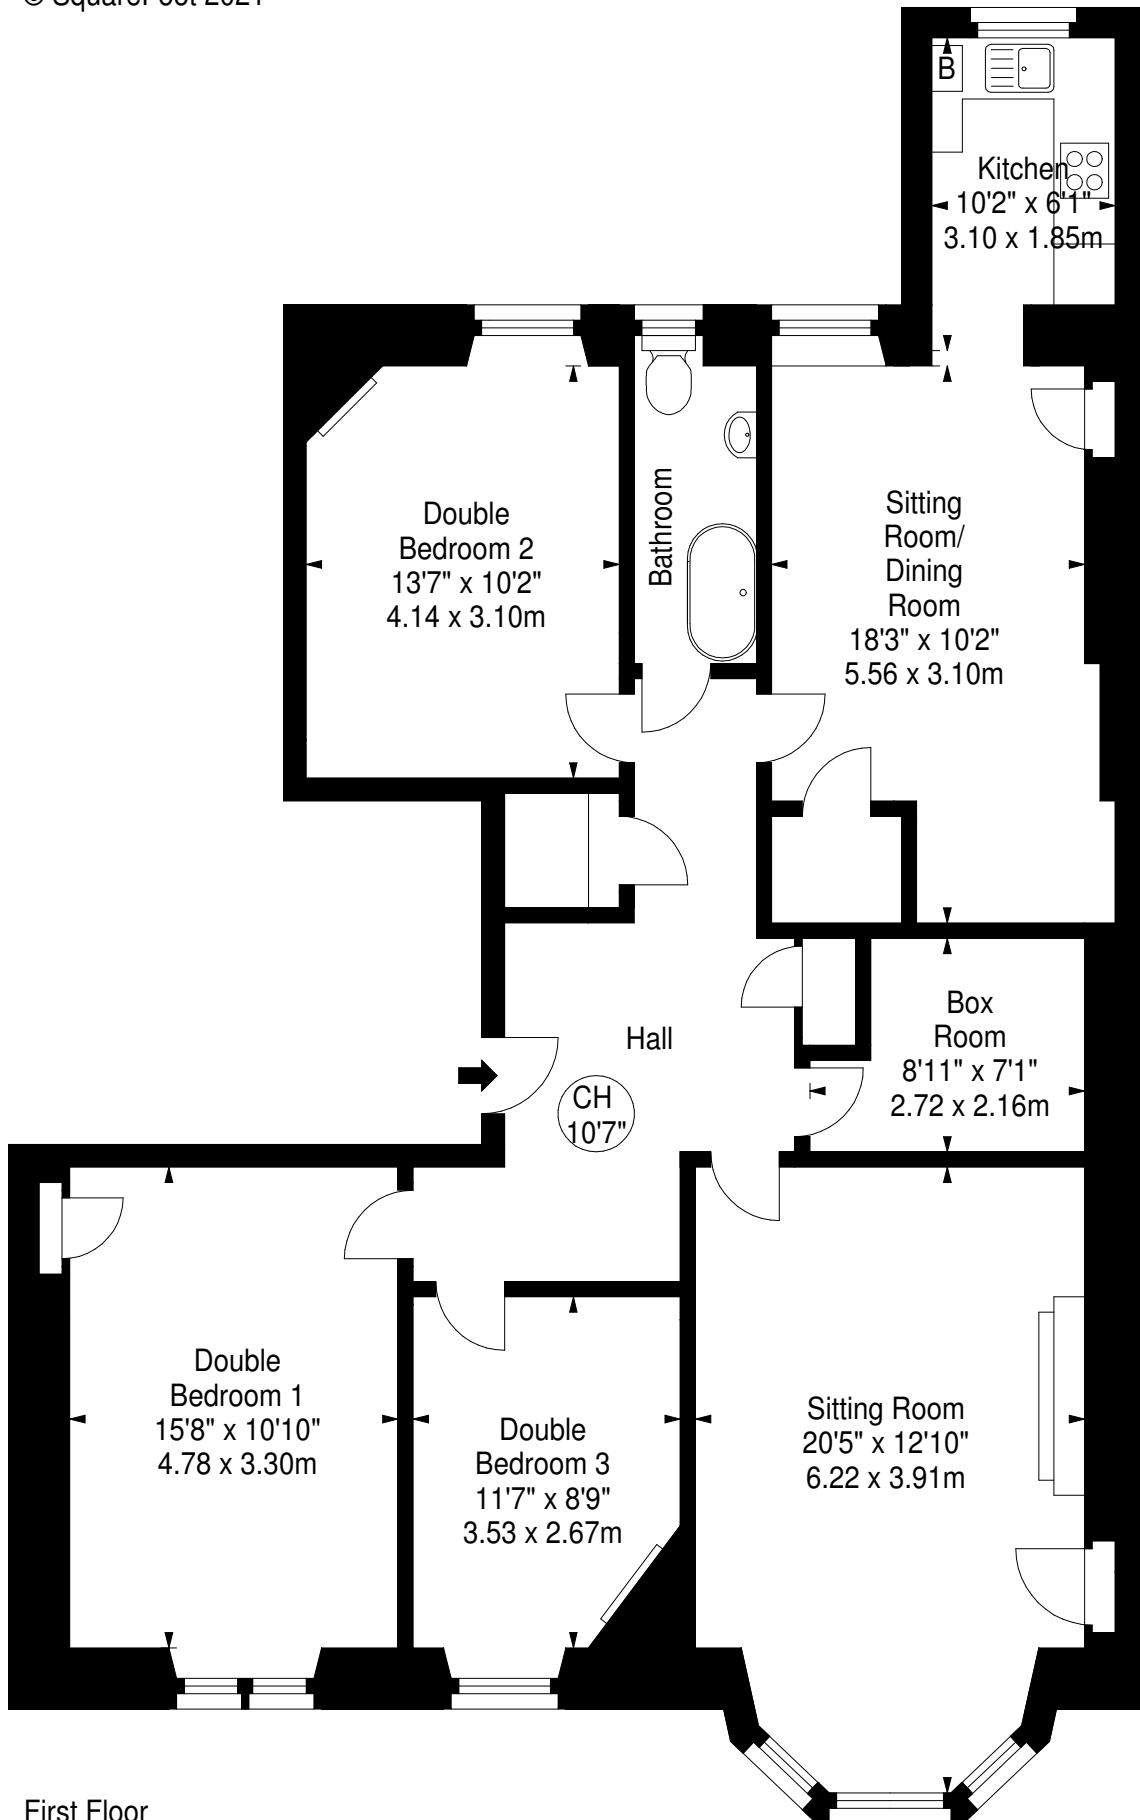 © SquareFoot 2021
B
Kitchen
10'2" x 6'1"
3.10 x 1.85m
Double
Bedroom 2
13'7" x 10'2"
4.14 x 3.10m
Bathroom
Sitting
Room/
Dining
Room
18'3" x 10'2"
5.56 x 3.10m
Hall
CH
10'7"
Box
Room
8'11" x 7'1"
2.72 x 2.16m
Double
Bedroom 1
15'8" x 10'10"
4.78 x 3.30m
Double
Bedroom 3
11'7" x 8'9"
3.53 x 2.67m
Sitting Room
20'5" x 12'10"
6.22 x 3.91m
First Floor